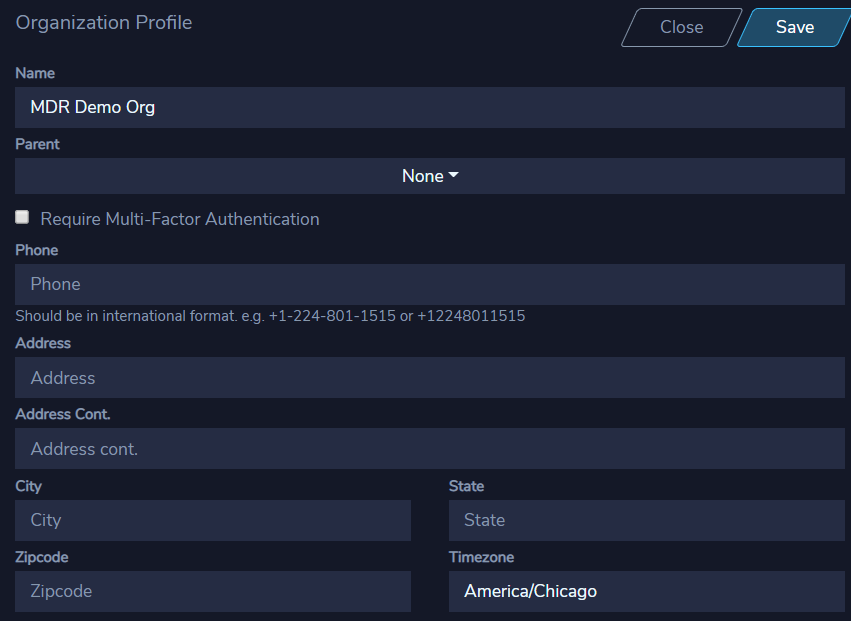 Organization Profile
Close
Save
Name
MDR Demo Org
Parent
None
Require Multi-Factor Authentication
Phone
Phone
Should be in international format. e.g. +1-224-801-1515 or +12248011515
Address
Address
Address Cont.
Address cont.
City
State
City
State
Zipcode
Timezone
Zipcode
America/Chicago